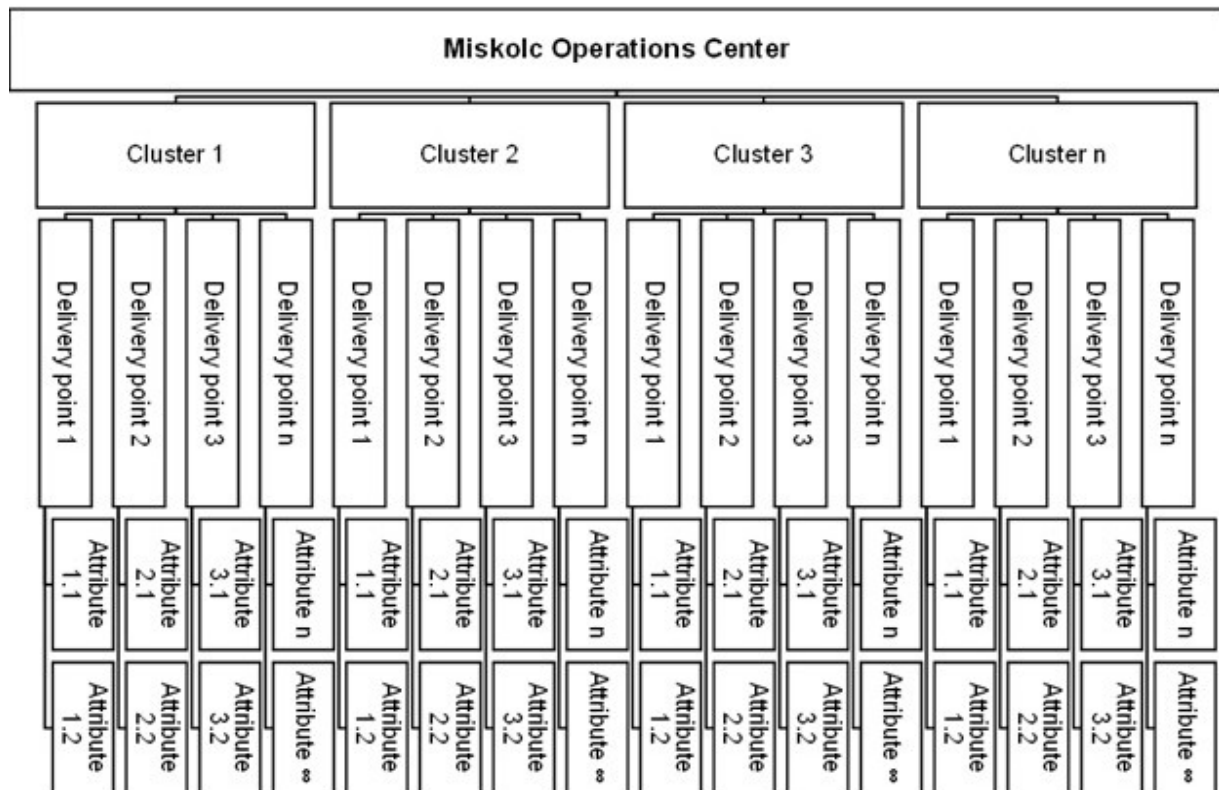 Miskolc Operations Center
Cluster 1
Cluster 2
Cluster 3
Cluster n
Delivery point 1
Delivery point 2
Delivery point 3
Delivery point n
Delivery point 1
Delivery point 2
Delivery point 3
Delivery point n
Delivery point 1
Delivery point 2
Delivery point 3
Delivery point n
Delivery point 1
Delivery point 2
Delivery point 3
Delivery point n
Attribute
1.1
Attribute
2.1
Attribute
3.1
Attribute n
Attribute
1.1
Attribute
2.1
Attribute
3.1
Attribute n
Attribute
1.1
Attribute
2.1
Attribute
3.1
Attribute n
Attribute
1.1
Attribute
2.1
Attribute
3.1
Attribute n
Attribute
1.2
Attribute
2.2
Attribute
3.2
Attribute ∞
Attribute
1.2
Attribute
2.2
Attribute
3.2
Attribute ∞
Attribute
1.2
Attribute
2.2
Attribute
3.2
Attribute ∞
Attribute
1.2
Attribute
2.2
Attribute
3.2
Attribute ∞